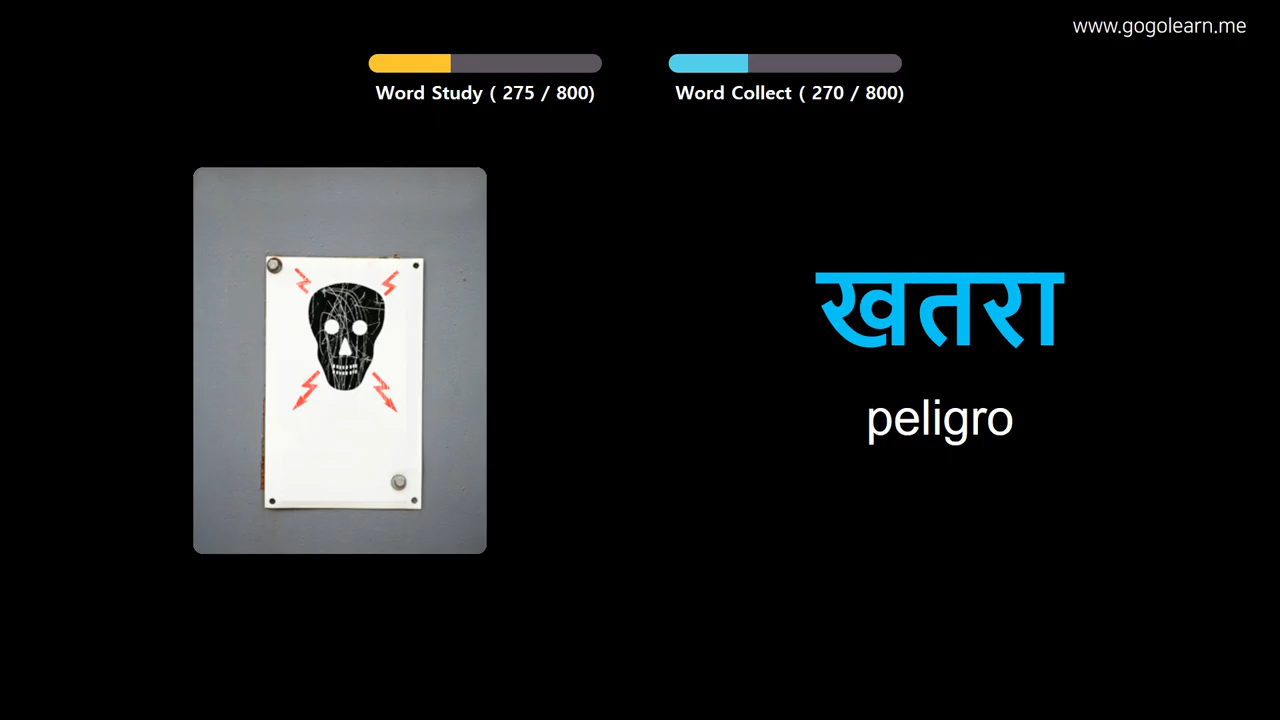 www.gogolearn.me
Word Study ( 275 / 800)
Word Collect ( 270 / 800)
खतरा
peligro